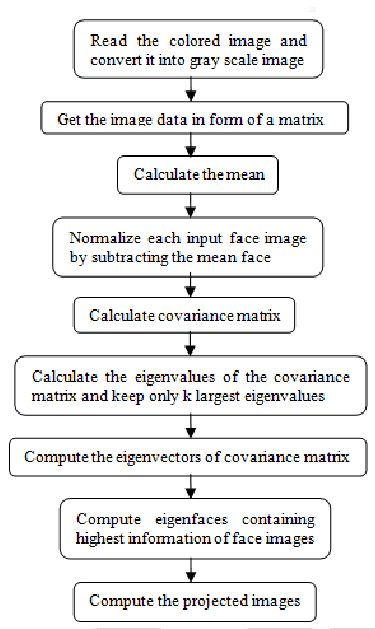 Read the colored image and
convert it into gray scale image
Get the image data in form of a matrix
Calculate the mean
Normalize each input face image
by subtracting the mean face
Calculate covariance matrix
Calculate the eigenvalues of the covariance
matrix and keep only k largest eigenvalues
Compute the eigenvectors of covariance matrix
Compute eigenfaces containing
highest information of face images
Compute the projected images